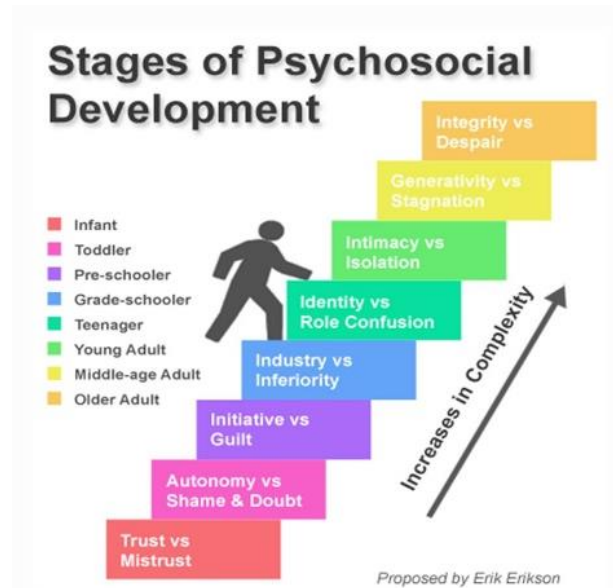 Stages of Psychosocial
Development
Integrity vs
Despair
Generativity vs
Stagnation
Intimacy vs
Isolation
Identity vs
Role Confusion
Industry vs
Inferiority
Initiative vs
Guilt
Autonomy vs
Shame & Doubt
Trust vs
Mistrust
Infant
Toddler
Pre-schooler
Grade-schooler
Teenager
Young Adult
Middle-age Adult
Older Adult
Increases in Complexity
Proposed by Erik Erikson